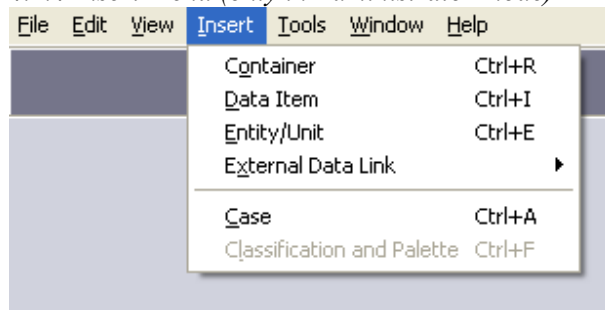 File Edit View Insert Tools Window Help
Container Ctrl+R
Data Item Ctrl+I
Entity/Unit Ctrl+E
External Data Link
Case Ctrl+A
Classification and Palette Ctrl+F